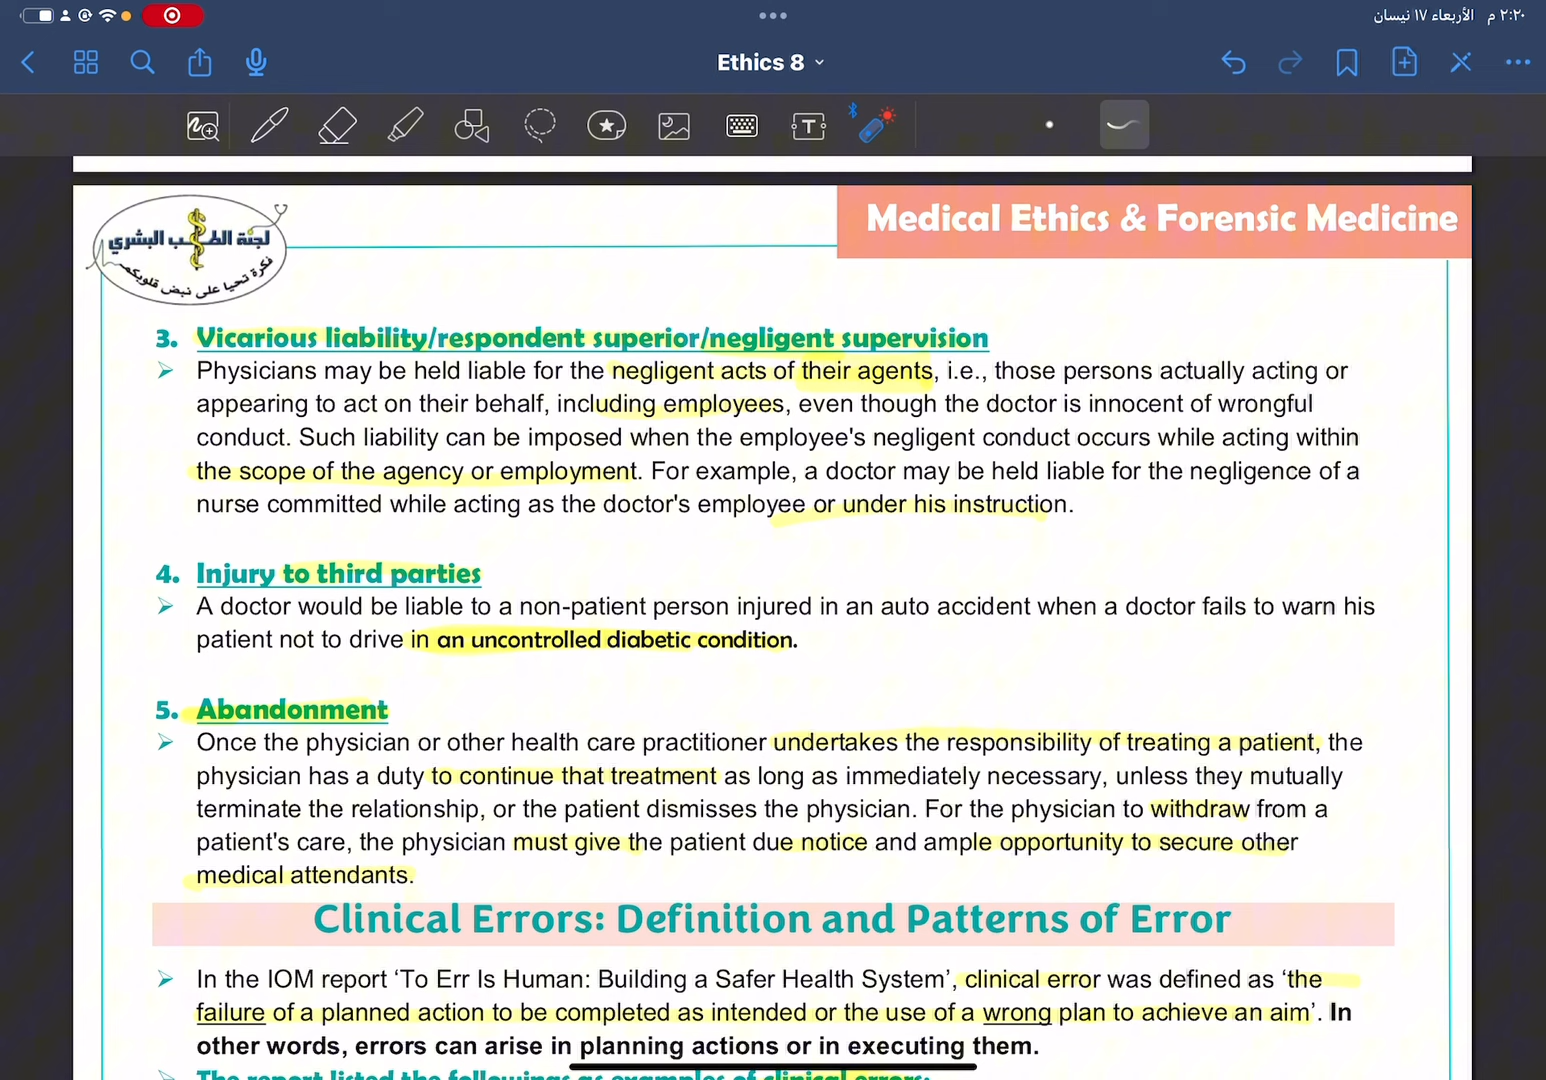 ٢:٢٠ م الأربعاء ١٧ نيسان
Ethics 8
T
Medical Ethics & Forensic Medicine
لجنة الطب البشري
فكرة تحيا على نبض قلوبكم
3. Vicarious liability/respondent superior/negligent supervision
➢ Physicians may be held liable for the negligent acts of their agents, i.e., those persons actually acting or
appearing to act on their behalf, including employees, even though the doctor is innocent of wrongful
conduct. Such liability can be imposed when the employee's negligent conduct occurs while acting within
the scope of the agency or employment. For example, a doctor may be held liable for the negligence of a
nurse committed while acting as the doctor's employee or under his instruction.
4. Injury to third parties
➢ A doctor would be liable to a non-patient person injured in an auto accident when a doctor fails to warn his
patient not to drive in an uncontrolled diabetic condition.
5. Abandonment
➢ Once the physician or other health care practitioner undertakes the responsibility of treating a patient, the
physician has a duty to continue that treatment as long as immediately necessary, unless they mutually
terminate the relationship, or the patient dismisses the physician. For the physician to withdraw from a
patient's care, the physician must give the patient due notice and ample opportunity to secure other
medical attendants.
Clinical Errors: Definition and Patterns of Error
➢ In the IOM report ‘To Err Is Human: Building a Safer Health System’, clinical error was defined as ‘the
failure of a planned action to be completed as intended or the use of a wrong plan to achieve an aim’. In
other words, errors can arise in planning actions or in executing them.
➢ The report listed the followings as examples of clinical errors: